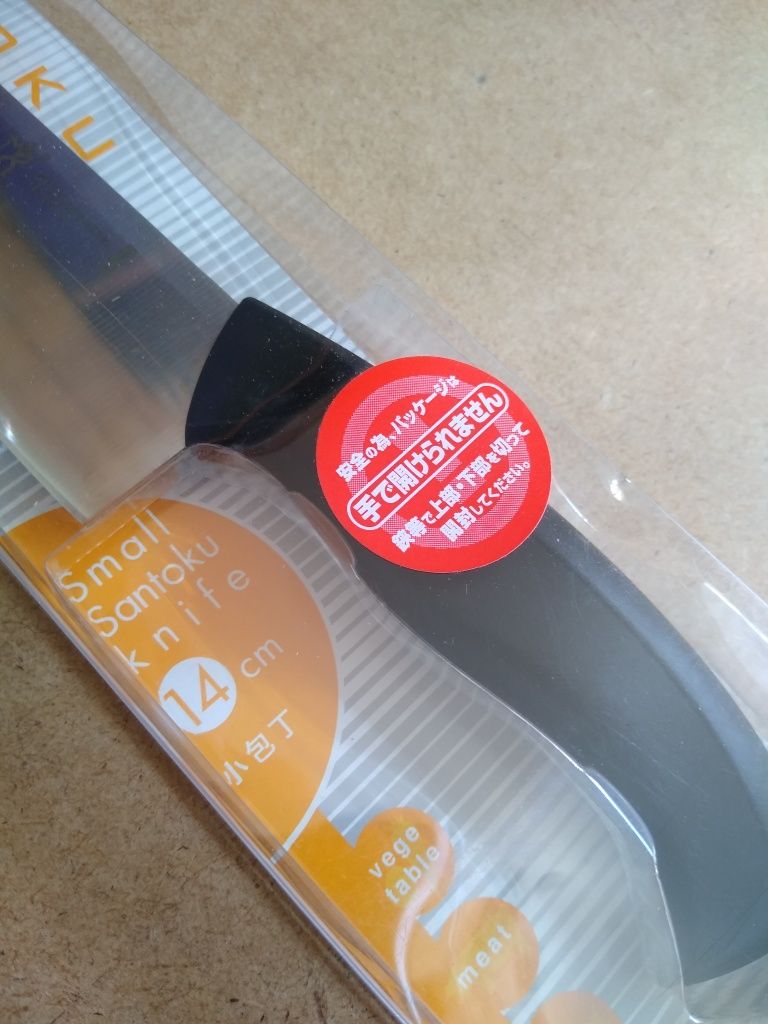 OKU
安全の為、パッケージは
手で開けられません
鋏等で上部・下部を切って
開封してください。
Small
Santoku
knife
14 cm
小包丁
vege
table
meat